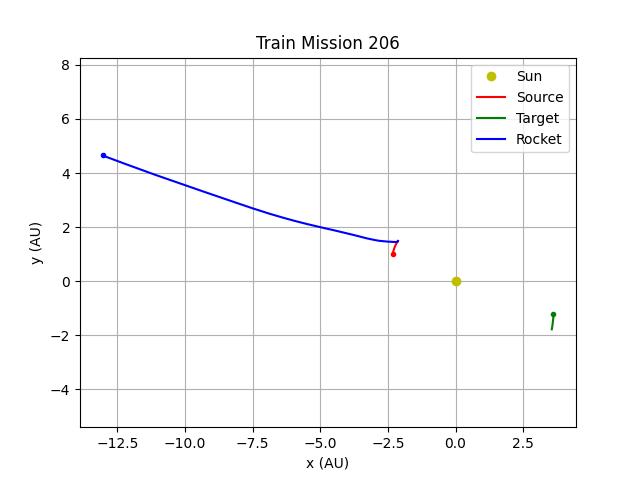 Train Mission 206
Sun
Source
Target
Rocket
y (AU)
8
6
4
2
0
−2
−4
−12.5 −10.0 −7.5 −5.0 −2.5 0.0 2.5
x (AU)